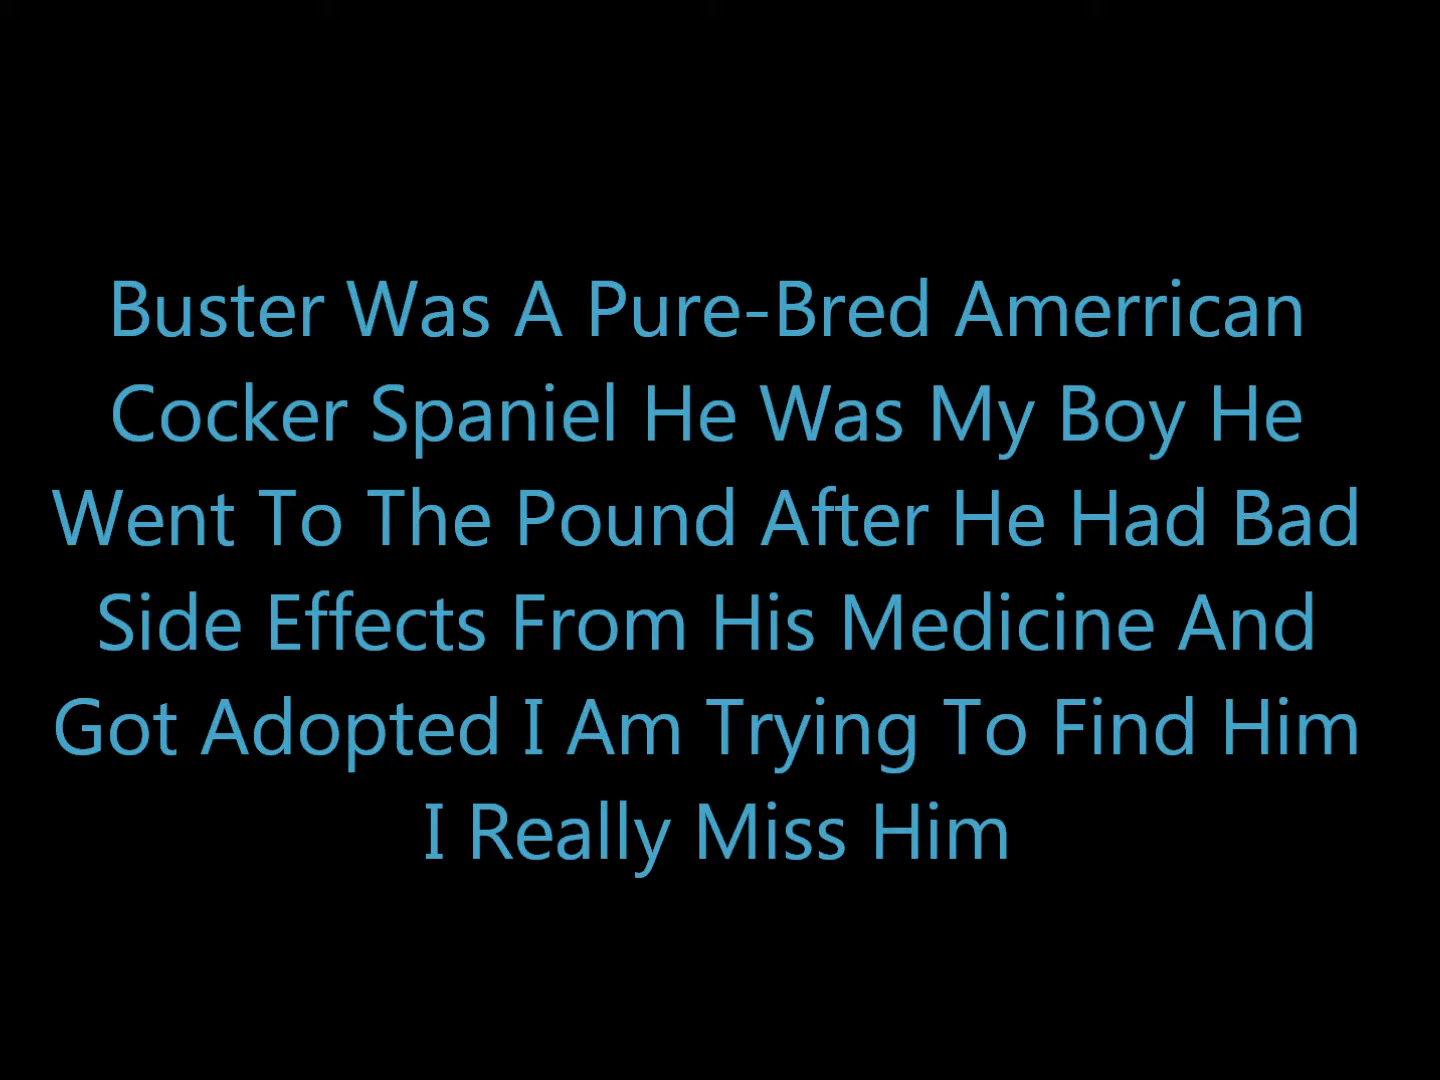 Buster Was A Pure-Bred Amerrican
Cocker Spaniel He Was My Boy He
Went To The Pound After He Had Bad
Side Effects From His Medicine And
Got Adopted I Am Trying To Find Him
I Really Miss Him